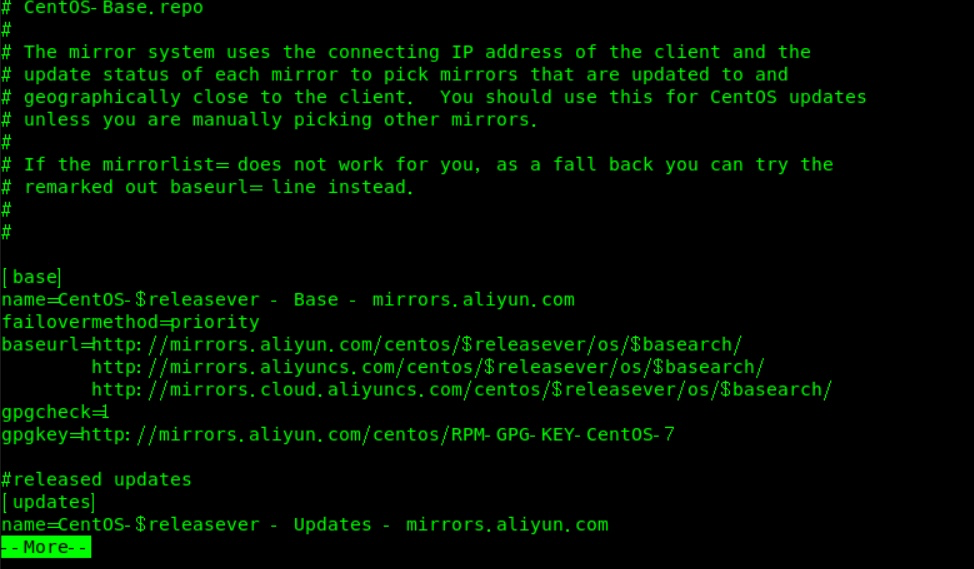 # CentOS-Base.repo
#
# The mirror system uses the connecting IP address of the client and the
# update status of each mirror to pick mirrors that are updated to and
# geographically close to the client.  You should use this for CentOS updates
# unless you are manually picking other mirrors.
#
# If the mirrorlist= does not work for you, as a fall back you can try the
# remarked out baseurl= line instead.
#
#
[base]
name=CentOS-$releasever - Base - mirrors.aliyun.com
failovermethod=priority
baseurl=http://mirrors.aliyun.com/centos/$releasever/os/$basearch/
        http://mirrors.aliyuncs.com/centos/$releasever/os/$basearch/
        http://mirrors.cloud.aliyuncs.com/centos/$releasever/os/$basearch/
gpgcheck=1
gpgkey=http://mirrors.aliyun.com/centos/RPM-GPG-KEY-CentOS-7
#released updates
[updates]
name=CentOS-$releasever - Updates - mirrors.aliyun.com
--More--